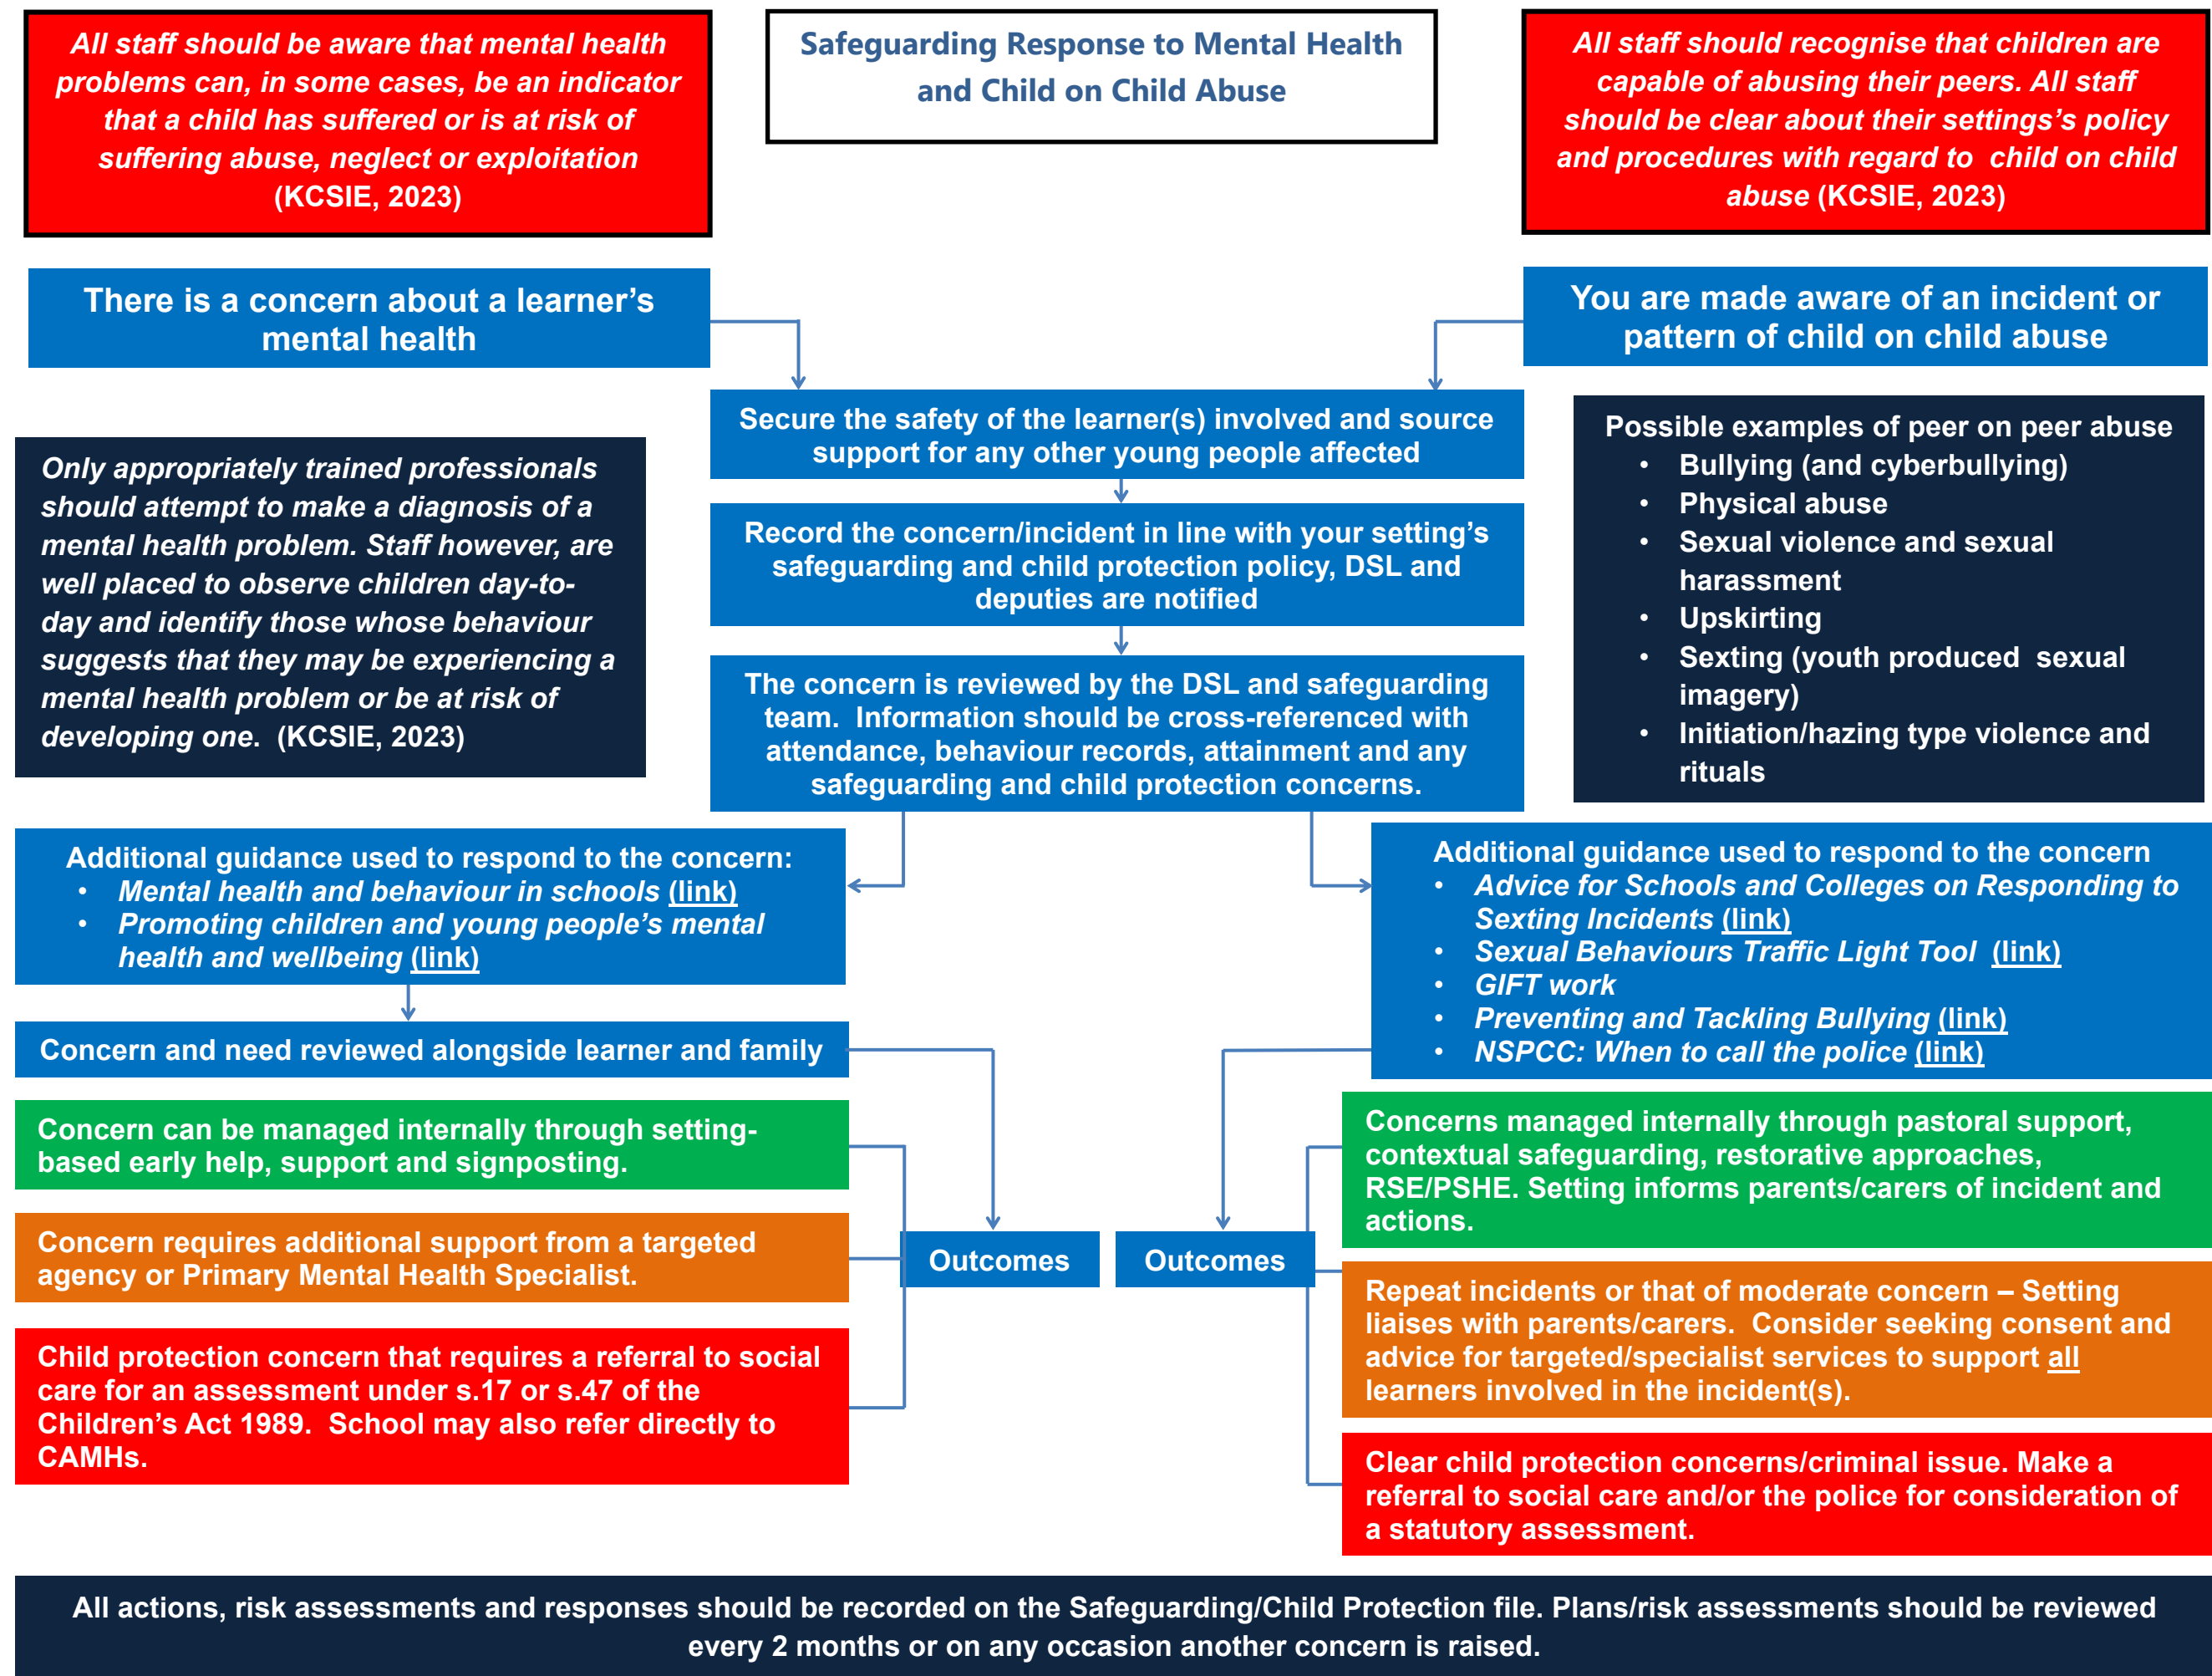 All staff should be aware that mental health
problems can, in some cases, be an indicator
that a child has suffered or is at risk of
suffering abuse, neglect or exploitation
(KCSIE, 2023)
Safeguarding Response to Mental Health
and Child on Child Abuse
All staff should recognise that children are
capable of abusing their peers. All staff
should be clear about their settings's policy
and procedures with regard to child on child
abuse (KCSIE, 2023)
There is a concern about a learner’s
mental health
You are made aware of an incident or
pattern of child on child abuse
Secure the safety of the learner(s) involved and source
support for any other young people affected
Only appropriately trained professionals
should attempt to make a diagnosis of a
mental health problem. Staff however, are
well placed to observe children day-to-
day and identify those whose behaviour
suggests that they may be experiencing a
mental health problem or be at risk of
developing one. (KCSIE, 2023)
Record the concern/incident in line with your setting’s
safeguarding and child protection policy, DSL and
deputies are notified
The concern is reviewed by the DSL and safeguarding
team. Information should be cross-referenced with
attendance, behaviour records, attainment and any
safeguarding and child protection concerns.
Possible examples of peer on peer abuse
• Bullying (and cyberbullying)
• Physical abuse
• Sexual violence and sexual
harassment
• Upskirting
• Sexting (youth produced sexual
imagery)
• Initiation/hazing type violence and
rituals
Additional guidance used to respond to the concern:
• Mental health and behaviour in schools (link)
• Promoting children and young people’s mental
health and wellbeing (link)
Additional guidance used to respond to the concern
• Advice for Schools and Colleges on Responding to
Sexting Incidents (link)
• Sexual Behaviours Traffic Light Tool (link)
• GIFT work
• Preventing and Tackling Bullying (link)
• NSPCC: When to call the police (link)
Concern and need reviewed alongside learner and family
Concern can be managed internally through setting-
based early help, support and signposting.
Concern requires additional support from a targeted
agency or Primary Mental Health Specialist.
Child protection concern that requires a referral to social
care for an assessment under s.17 or s.47 of the
Children’s Act 1989. School may also refer directly to
CAMHs.
Outcomes
Outcomes
Concerns managed internally through pastoral support,
contextual safeguarding, restorative approaches,
RSE/PSHE. Setting informs parents/carers of incident and
actions.
Repeat incidents or that of moderate concern – Setting
liaises with parents/carers. Consider seeking consent and
advice for targeted/specialist services to support all
learners involved in the incident(s).
Clear child protection concerns/criminal issue. Make a
referral to social care and/or the police for consideration of
a statutory assessment.
All actions, risk assessments and responses should be recorded on the Safeguarding/Child Protection file. Plans/risk assessments should be reviewed
every 2 months or on any occasion another concern is raised.